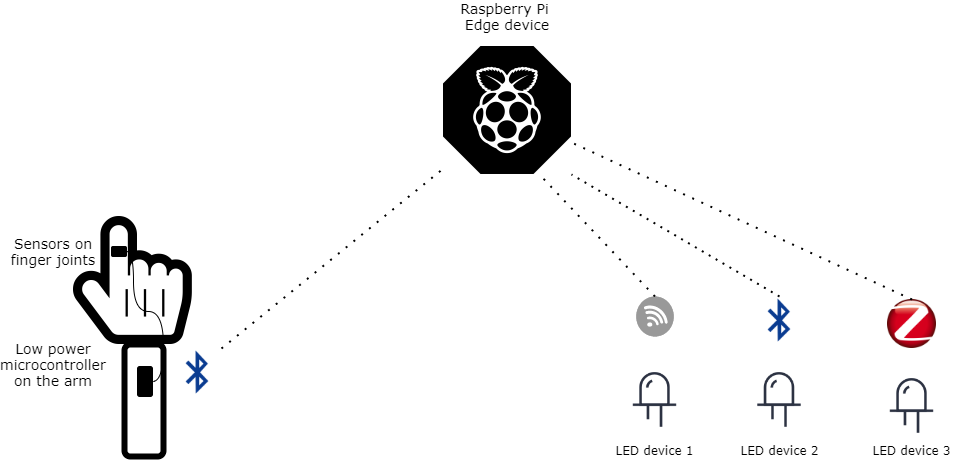 Raspberry Pi
Edge device
Sensors on
finger joints
Low power
microcontroller
on the arm
LED device 1
LED device 2
LED device 3